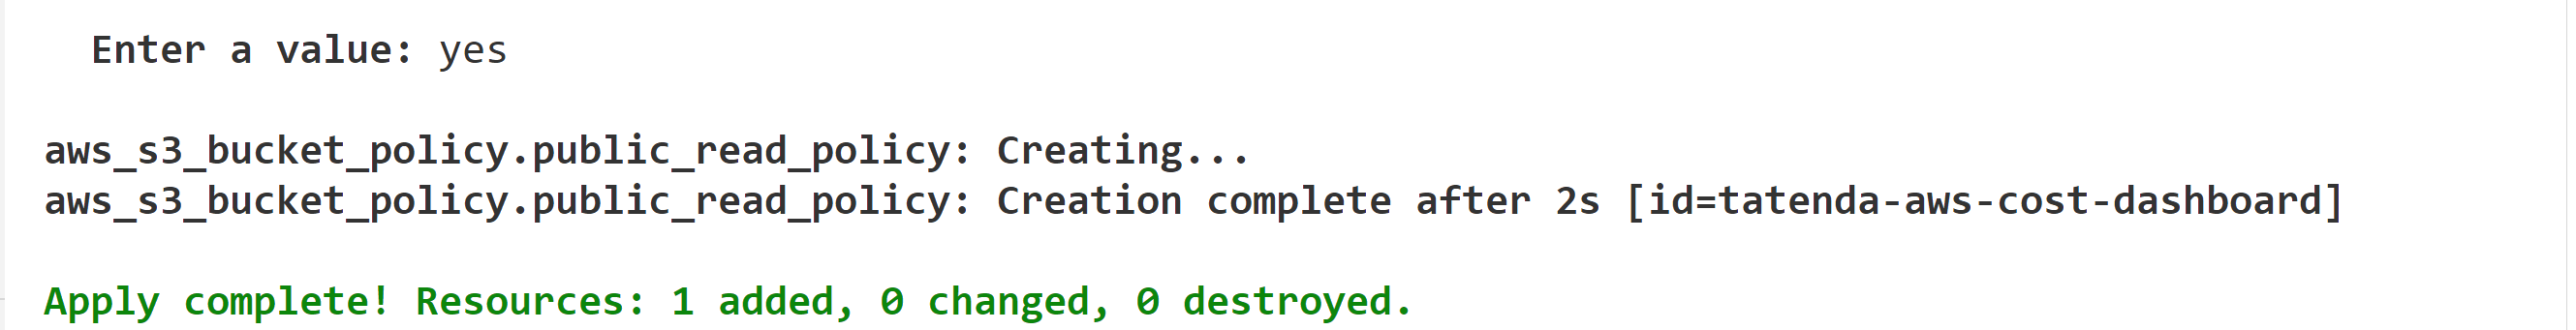 Enter a value: yes
aws_s3_bucket_policy.public_read_policy: Creating...
aws_s3_bucket_policy.public_read_policy: Creation complete after 2s [id=tatenda-aws-cost-dashboard]
Apply complete! Resources: 1 added, 0 changed, 0 destroyed.